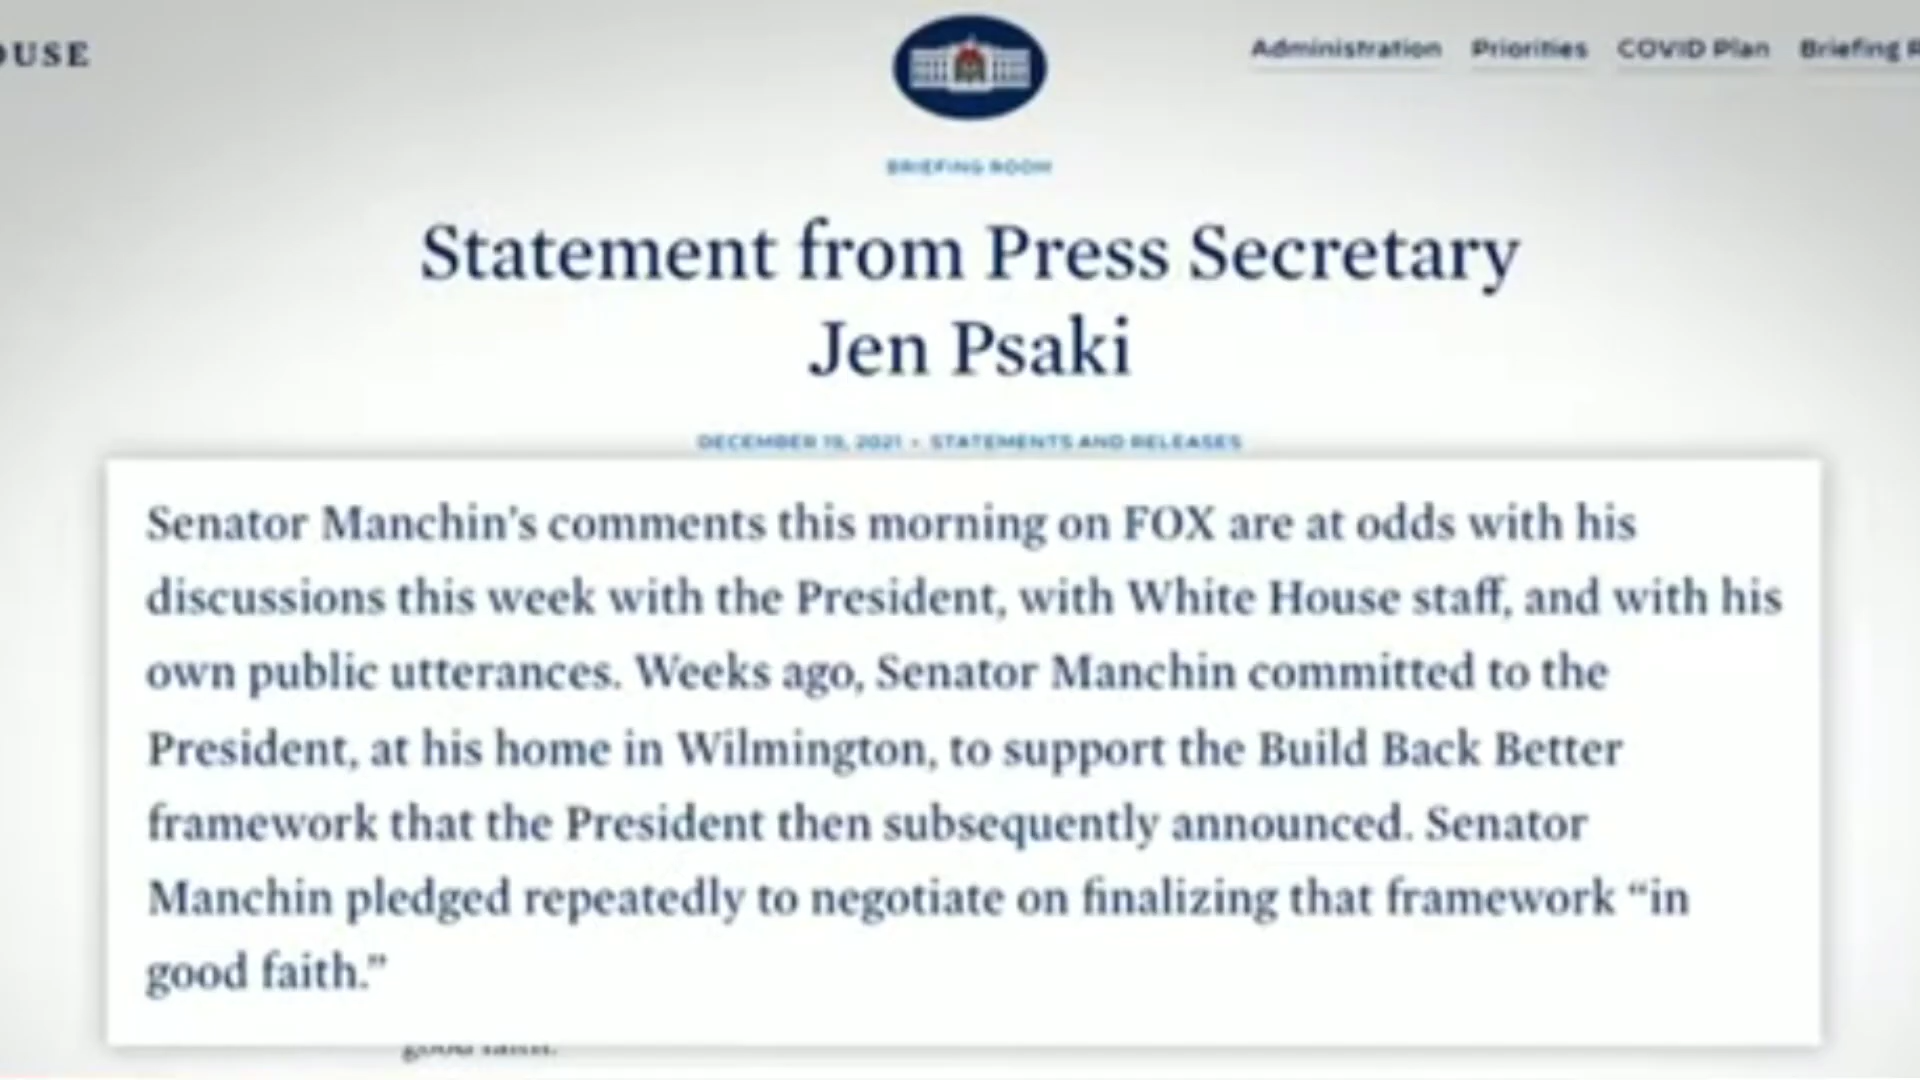 OUSE
Administration Priorities COVID Plan Briefing R
BRIEFING ROOM
Statement from Press Secretary
Jen Psaki
DECEMBER 19, 2021 • STATEMENTS AND RELEASES
Senator Manchin’s comments this morning on FOX are at odds with his
discussions this week with the President, with White House staff, and with his
own public utterances. Weeks ago, Senator Manchin committed to the
President, at his home in Wilmington, to support the Build Back Better
framework that the President then subsequently announced. Senator
Manchin pledged repeatedly to negotiate on finalizing that framework “in
good faith.”
good faith.